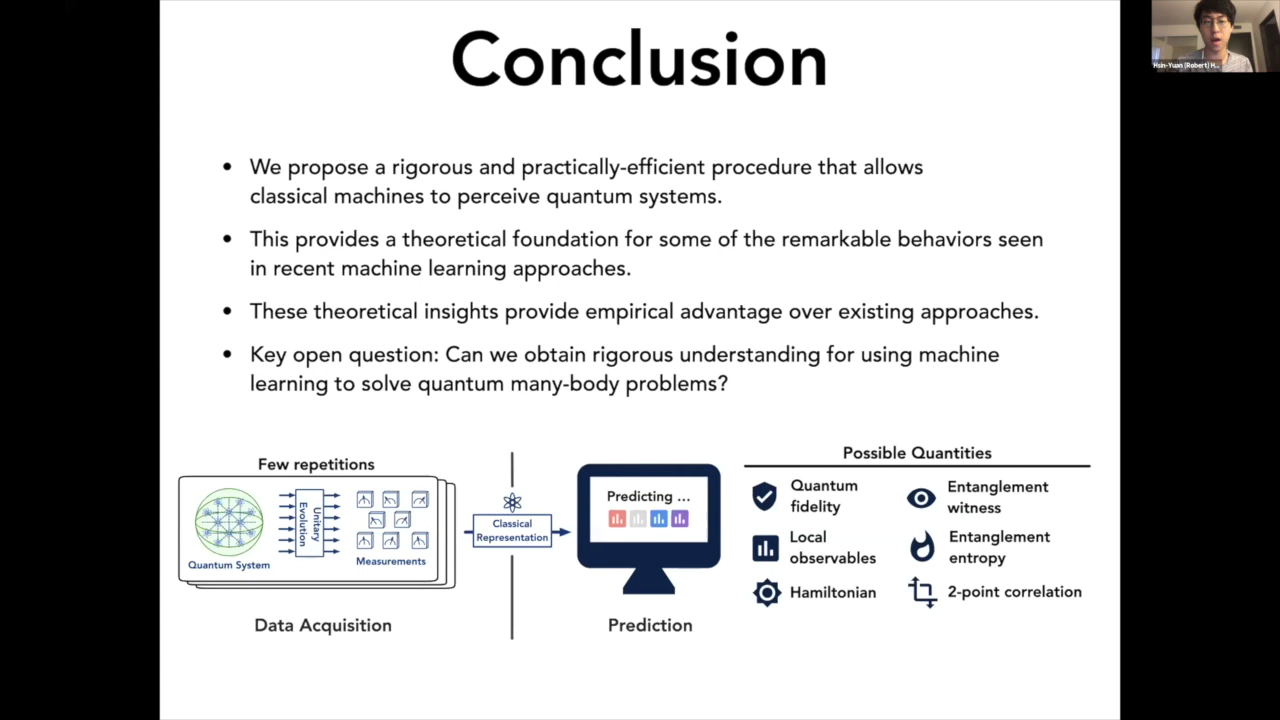 Conclusion
Hsin-Yuan (Robert) H...
• We propose a rigorous and practically-efficient procedure that allows
classical machines to perceive quantum systems.
• This provides a theoretical foundation for some of the remarkable behaviors seen
in recent machine learning approaches.
• These theoretical insights provide empirical advantage over existing approaches.
• Key open question: Can we obtain rigorous understanding for using machine
learning to solve quantum many-body problems?
Few repetitions
Quantum System
Unitary
Evolution
Measurements
Data Acquisition
Classical
Representation
Predicting ...
Prediction
Possible Quantities
Quantum
fidelity
Entanglement
witness
Local
observables
Entanglement
entropy
Hamiltonian
2-point correlation